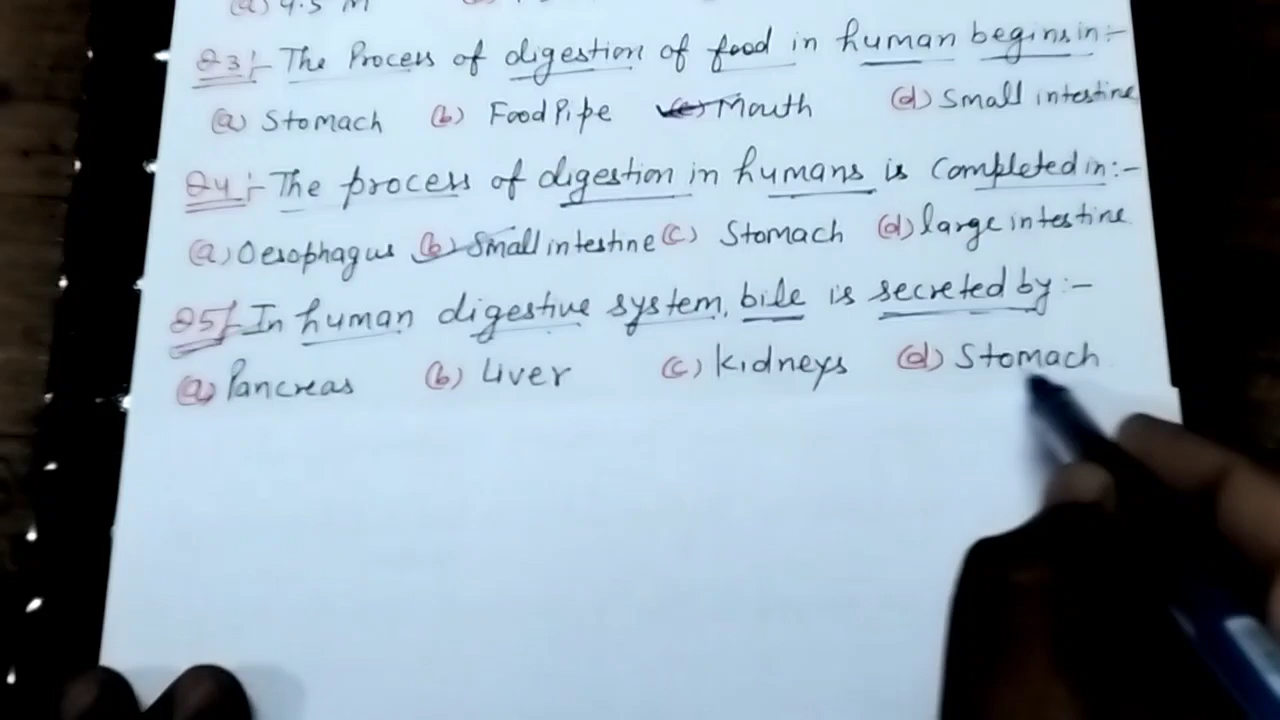 (a) 9.5 M
Q3:- The Process of digestion of food in human begins in:-
(a) Stomach (b) Food Pipe (c) Mouth (d) Small intestine
Q4:- The process of digestion in humans is completed in:-
(a) Oesophagus (b) Small intestine (c) Stomach (d) large intestine
Q5:- In human digestive system, bile is secreted by:-
(a) Pancreas (b) Liver (c) kidneys (d) Stomach